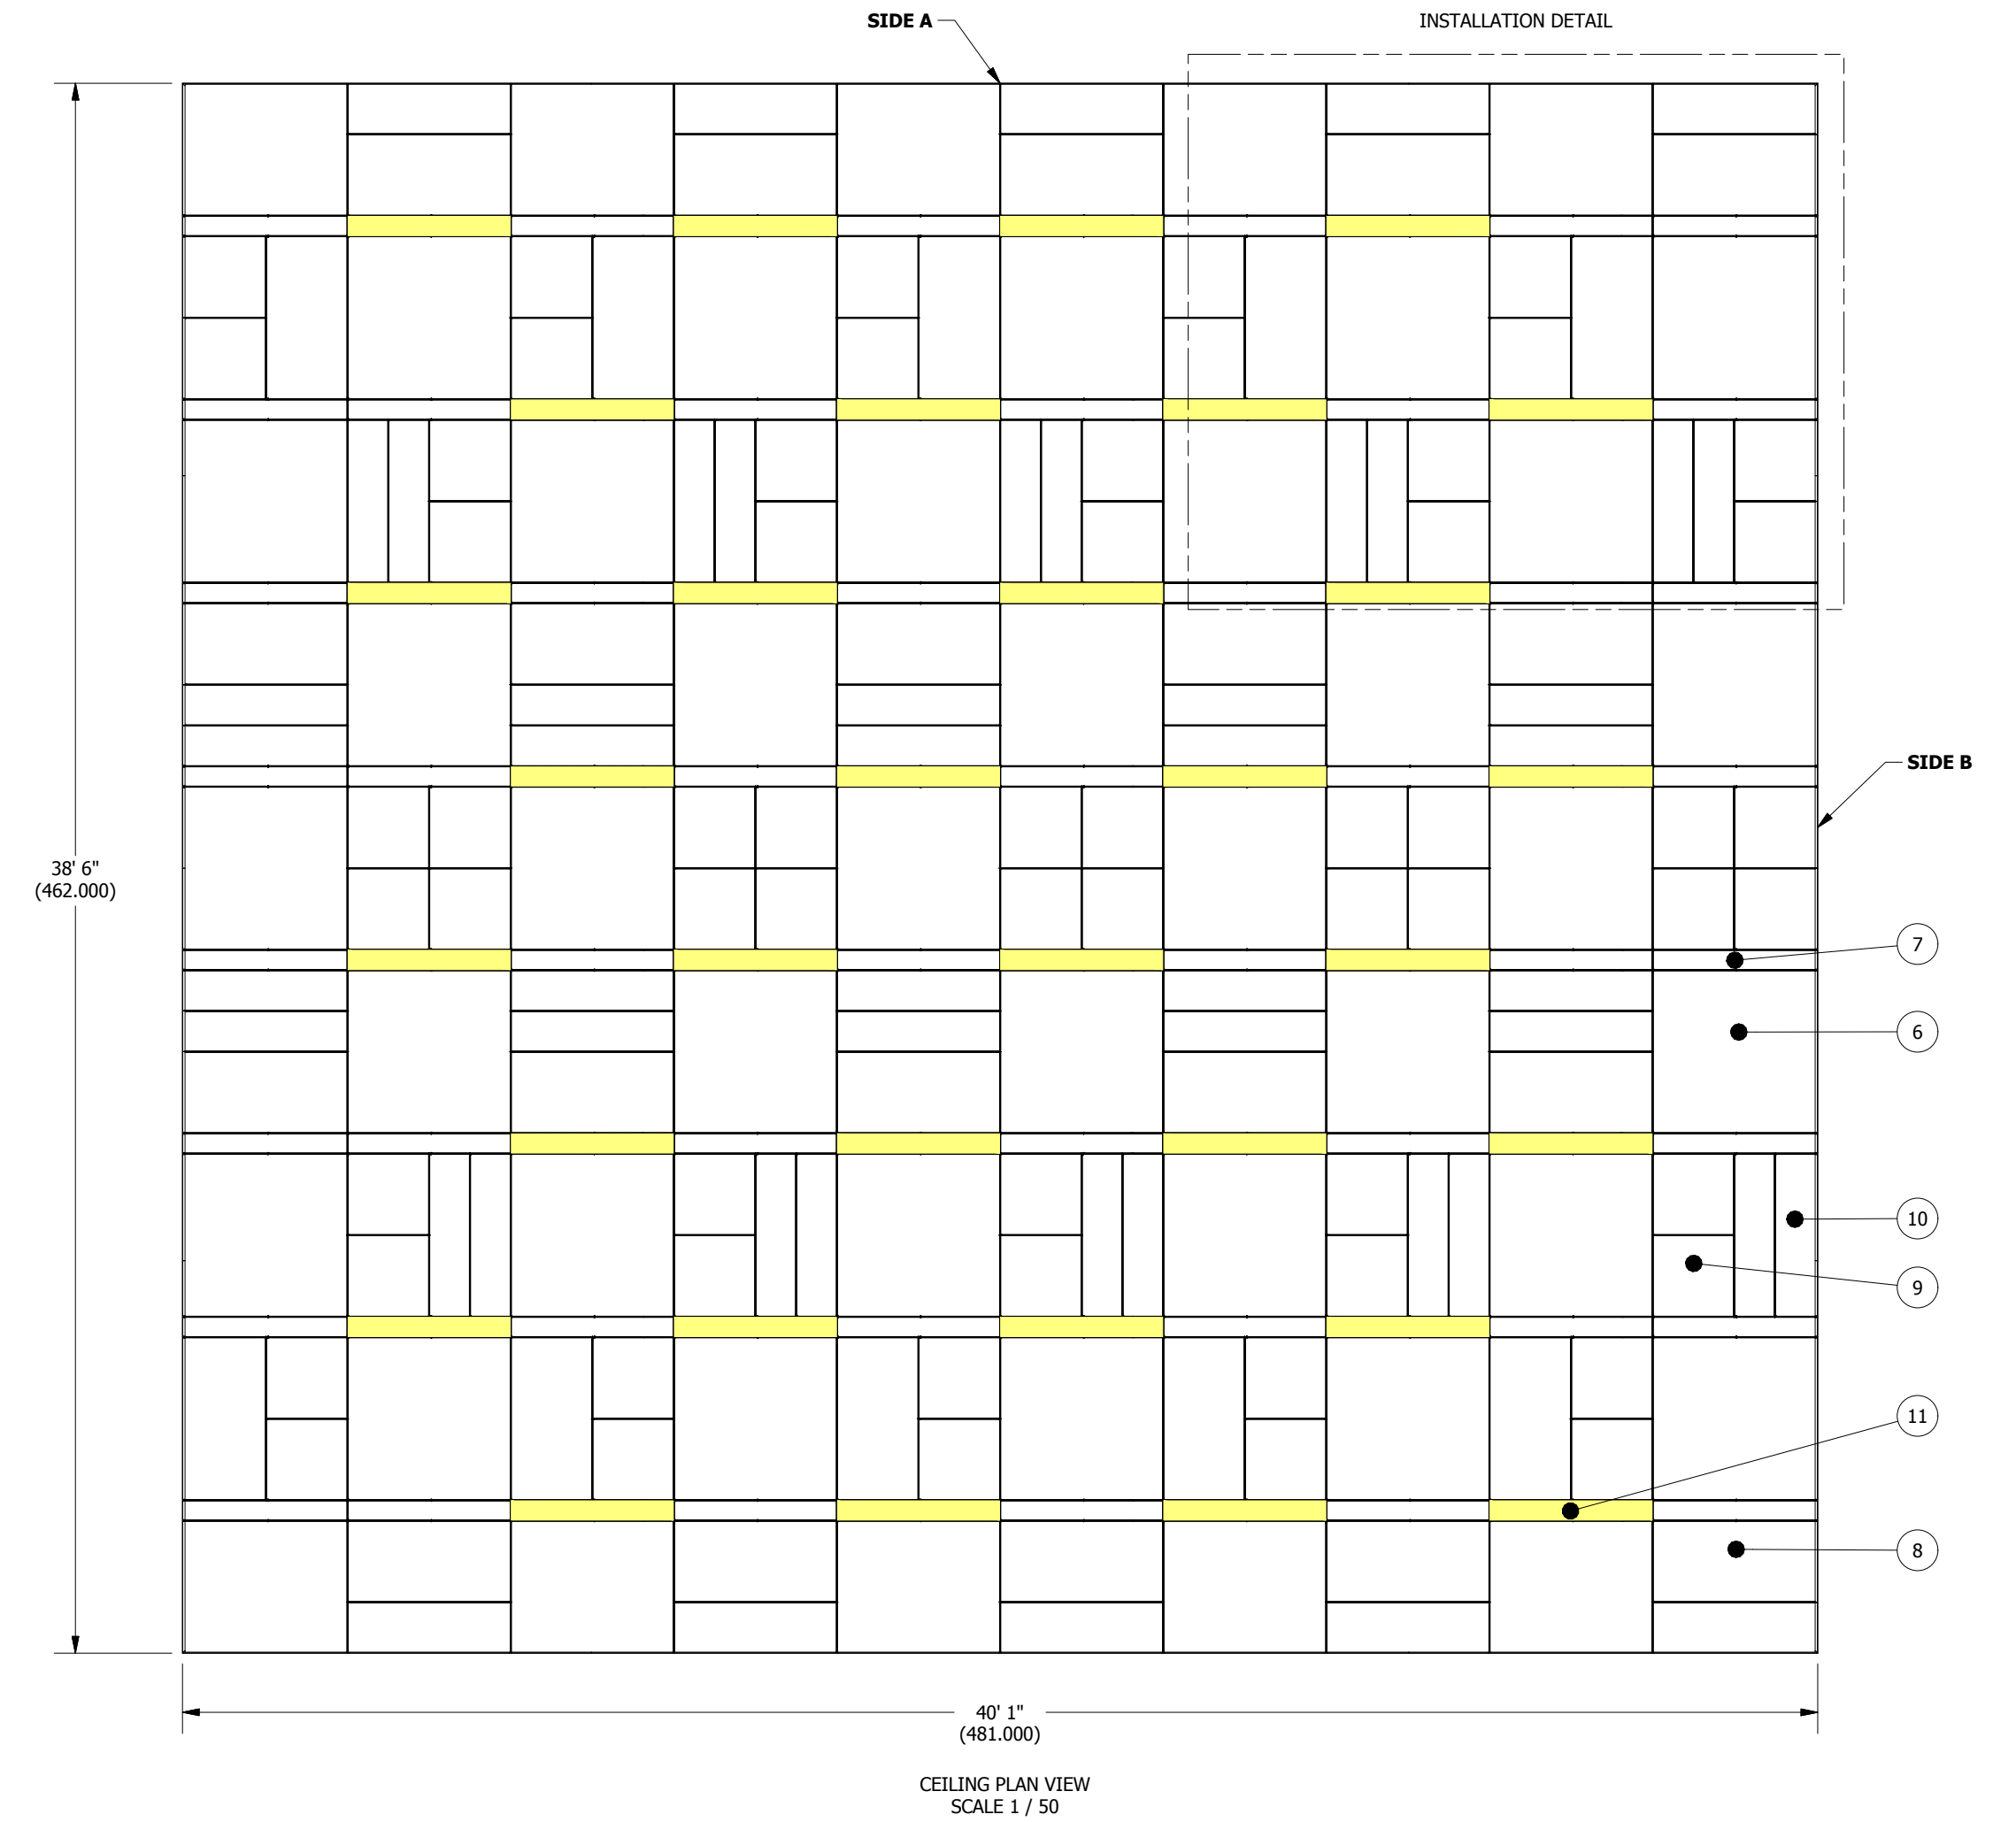 SIDE A
INSTALLATION DETAIL
SIDE B
38' 6"
(462.000)
7
6
10
9
11
8
40' 1"
(481.000)
CEILING PLAN VIEW
SCALE 1 / 50